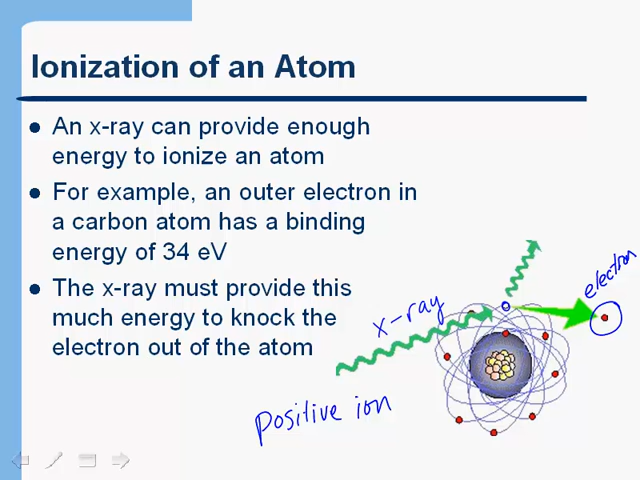 Ionization of an Atom
An x-ray can provide enough
energy to ionize an atom
For example, an outer electron in
a carbon atom has a binding
energy of 34 eV
The x-ray must provide this
much energy to knock the
electron out of the atom
x-ray
electron
positive ion